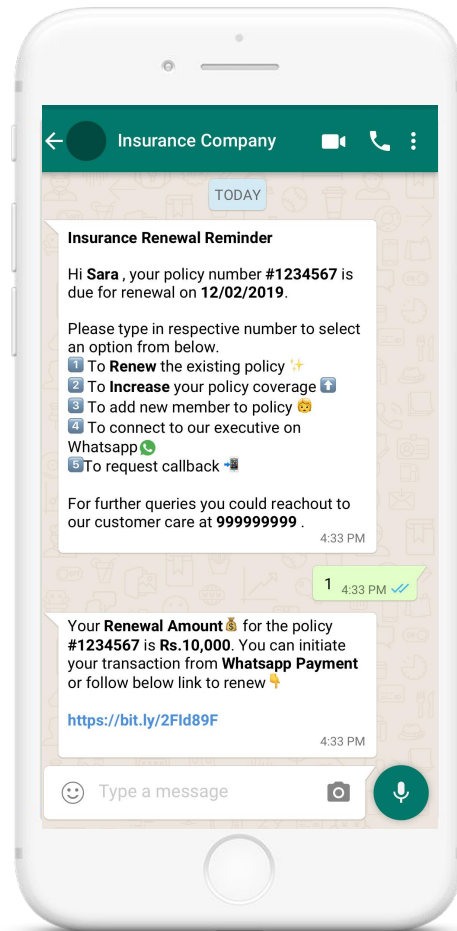 Insurance Company
TODAY
Insurance Renewal Reminder
Hi Sara , your policy number #1234567 is
due for renewal on 12/02/2019.
Please type in respective number to select
an option from below.
1️⃣ To Renew the existing policy ✨
2️⃣ To Increase your policy coverage ⬆️
3️⃣ To add new member to policy 👶
4️⃣ To connect to our executive on
Whatsapp
5️⃣To request callback 📲
For further queries you could reachout to
our customer care at 999999999 .
4:33 PM
1 4:33 PM
Your Renewal Amount💰 for the policy
#1234567 is Rs.10,000. You can initiate
your transaction from Whatsapp Payment
or follow below link to renew👇
https://bit.ly/2FId89F
4:33 PM
Type a message